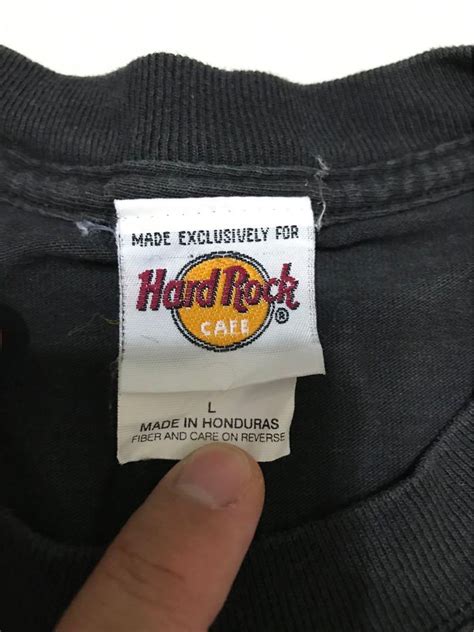 MADE EXCLUSIVELY FOR
Hard Rock
CAFE ®
L
MADE IN HONDURAS
FIBER AND CARE ON REVERSE